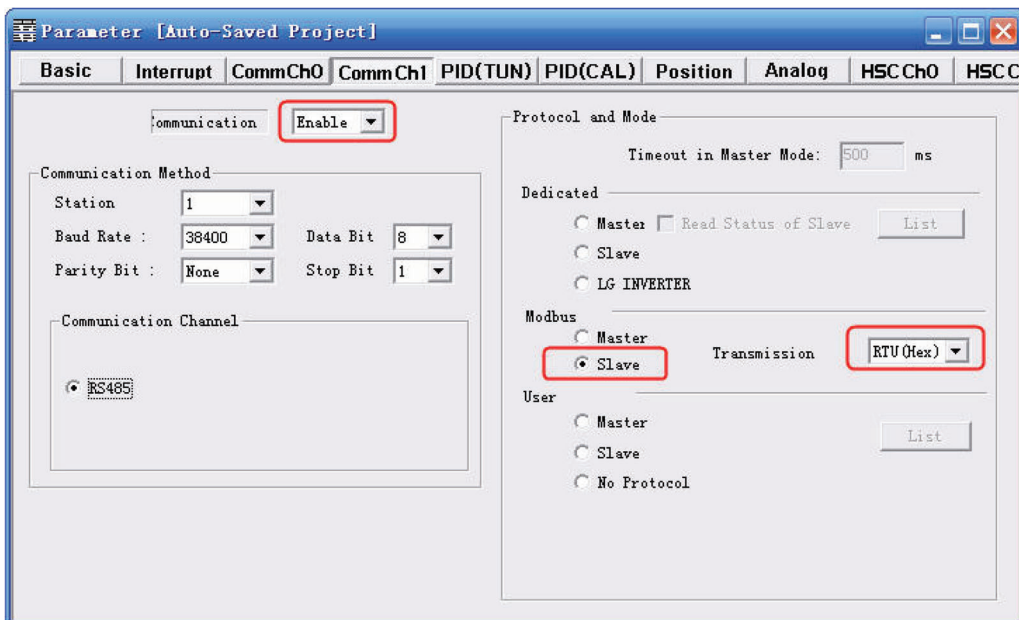 Parameter [Auto-Saved Project]
Basic Interrupt CommCh0 CommCh1 PID(TUN) PID(CAL) Position Analog HSCCh0 HSCC
ommunication Enable
Protocol and Mode
Timeout in Master Mode: 500 ms
Communication Method
Station 1
Baud Rate : 38400 Data Bit 8
Parity Bit : None Stop Bit 1
Communication Channel
RS485
Dedicated
Master Read Status of Slave List
Slave
LG INVERTER
Modbus
Master
Slave
Transmission RTU(Hex)
User
Master
Slave
No Protocol
List